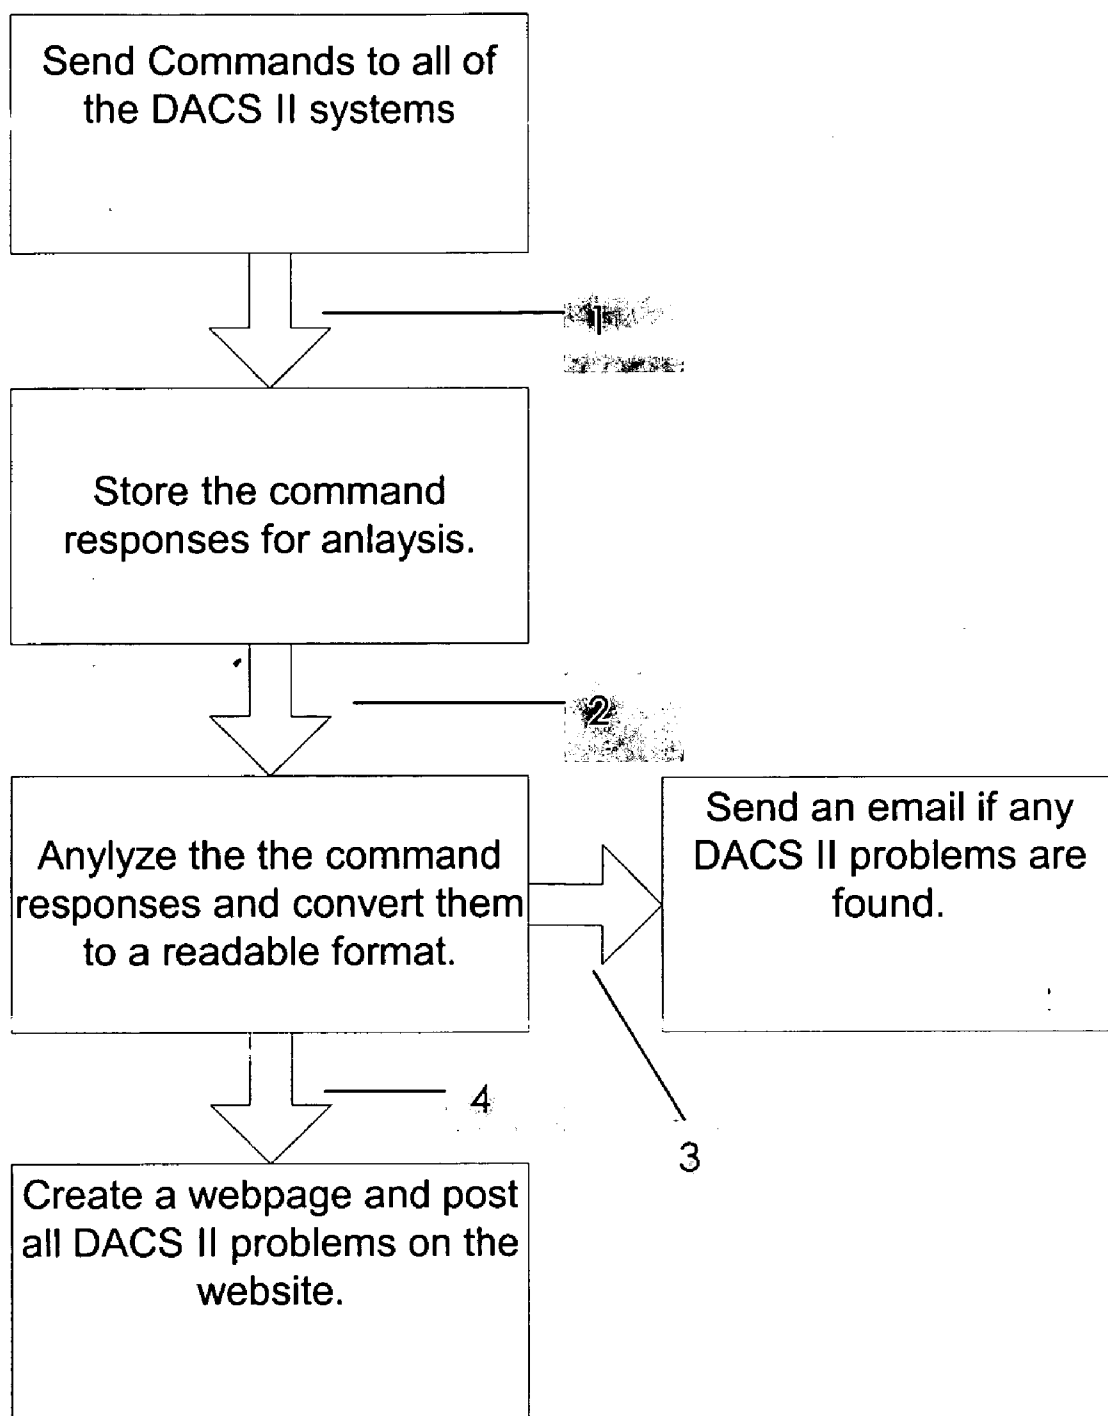 Send Commands to all of
the DACS II systems
1
Store the command
responses for anlaysis.
2
Anylyze the the command
responses and convert them
to a readable format.
Send an email if any
DACS II problems are
found.
4
3
Create a webpage and post
all DACS II problems on the
website.